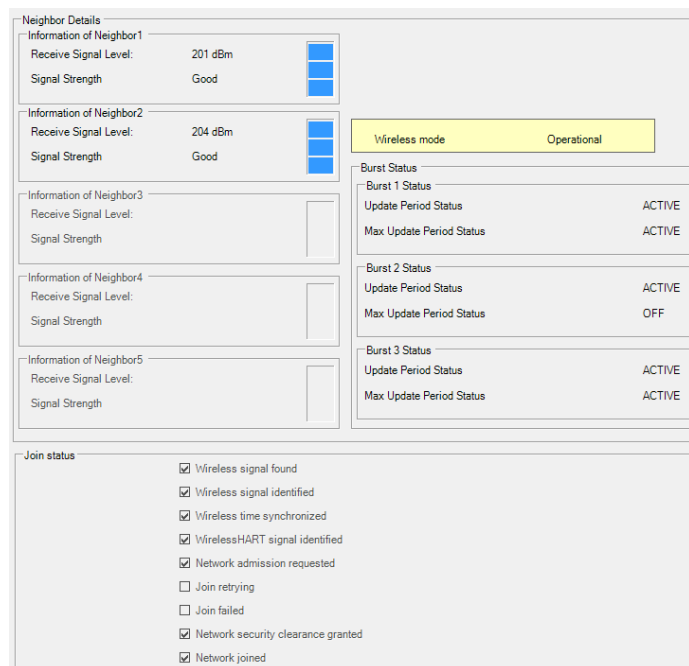 Neighbor Details
Information of Neighbor1
Receive Signal Level: 201 dBm
Signal Strength Good
Information of Neighbor2
Receive Signal Level: 204 dBm
Signal Strength Good
Information of Neighbor3
Receive Signal Level:
Signal Strength
Information of Neighbor4
Receive Signal Level:
Signal Strength
Information of Neighbor5
Receive Signal Level:
Signal Strength
Wireless mode Operational
Burst Status
Burst 1 Status
Update Period Status ACTIVE
Max Update Period Status ACTIVE
Burst 2 Status
Update Period Status ACTIVE
Max Update Period Status OFF
Burst 3 Status
Update Period Status ACTIVE
Max Update Period Status ACTIVE
Join status
Wireless signal found
Wireless signal identified
Wireless time synchronized
WirelessHART signal identified
Network admission requested
Join retrying
Join failed
Network security clearance granted
Network joined